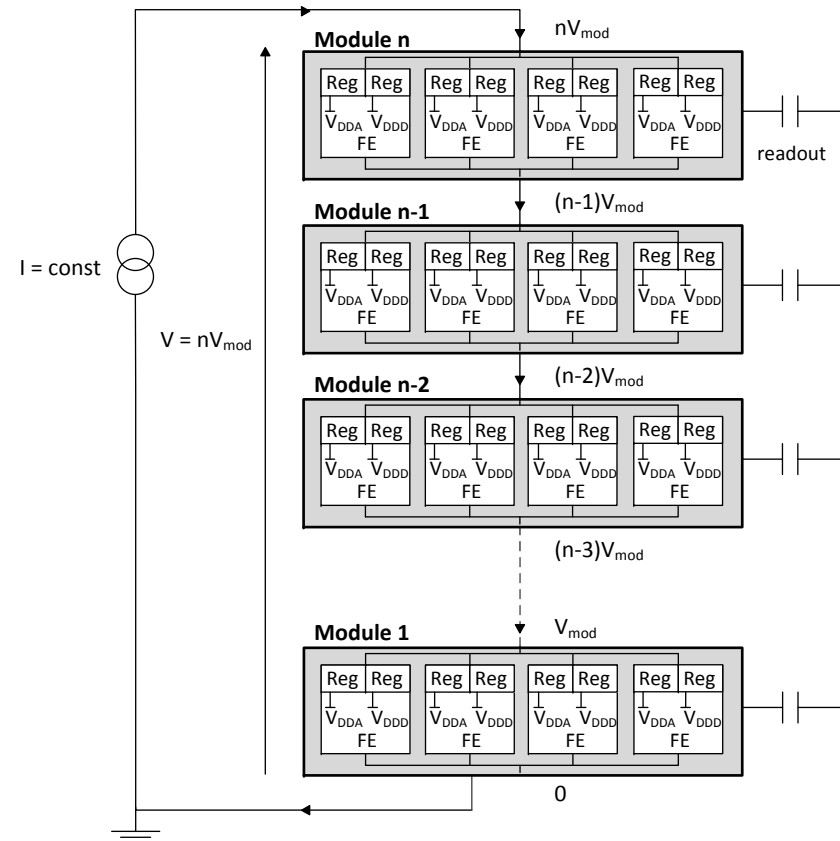 nV_mod
Module n
Reg Reg Reg Reg Reg Reg Reg Reg
V_DDA V_DDD V_DDA V_DDD V_DDA V_DDD V_DDA V_DDD
FE FE FE FE
readout
(n-1)V_mod
Module n-1
Reg Reg Reg Reg Reg Reg Reg Reg
V_DDA V_DDD V_DDA V_DDD V_DDA V_DDD V_DDA V_DDD
FE FE FE FE
I = const
V = nV_mod
(n-2)V_mod
Module n-2
Reg Reg Reg Reg Reg Reg Reg Reg
V_DDA V_DDD V_DDA V_DDD V_DDA V_DDD V_DDA V_DDD
FE FE FE FE
(n-3)V_mod
V_mod
Module 1
Reg Reg Reg Reg Reg Reg Reg Reg
V_DDA V_DDD V_DDA V_DDD V_DDA V_DDD V_DDA V_DDD
FE FE FE FE
0